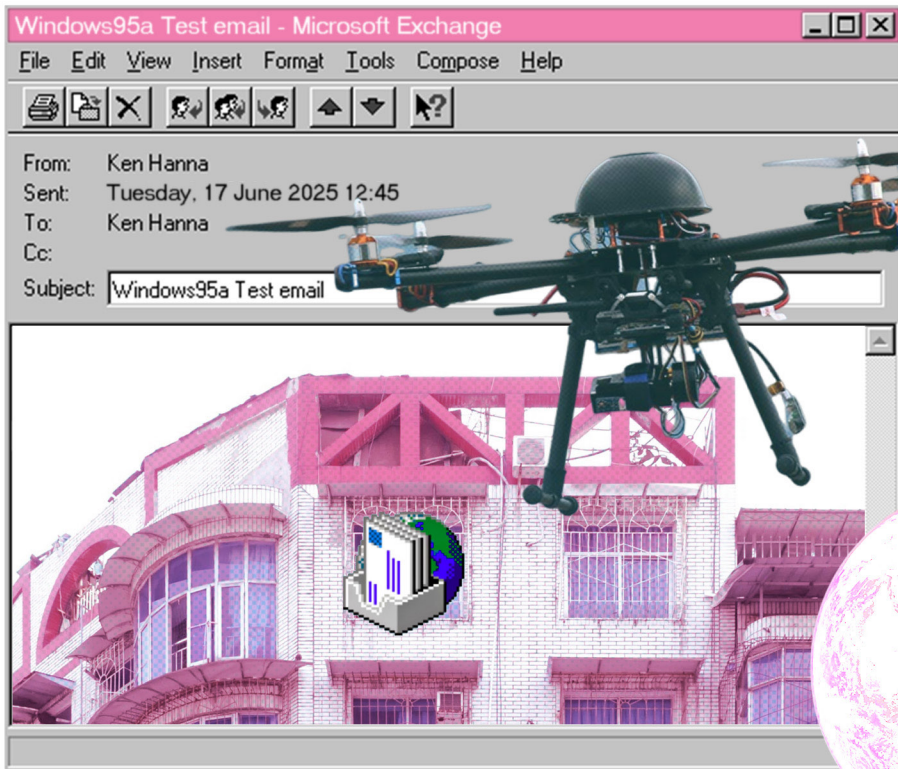 Windows95a Test email - Microsoft Exchange
File Edit View Insert Format Tools Compose Help
From: Ken Hanna
Sent: Tuesday, 17 June 2025 12:45
To: Ken Hanna
Cc:
Subject: Windows95a Test email